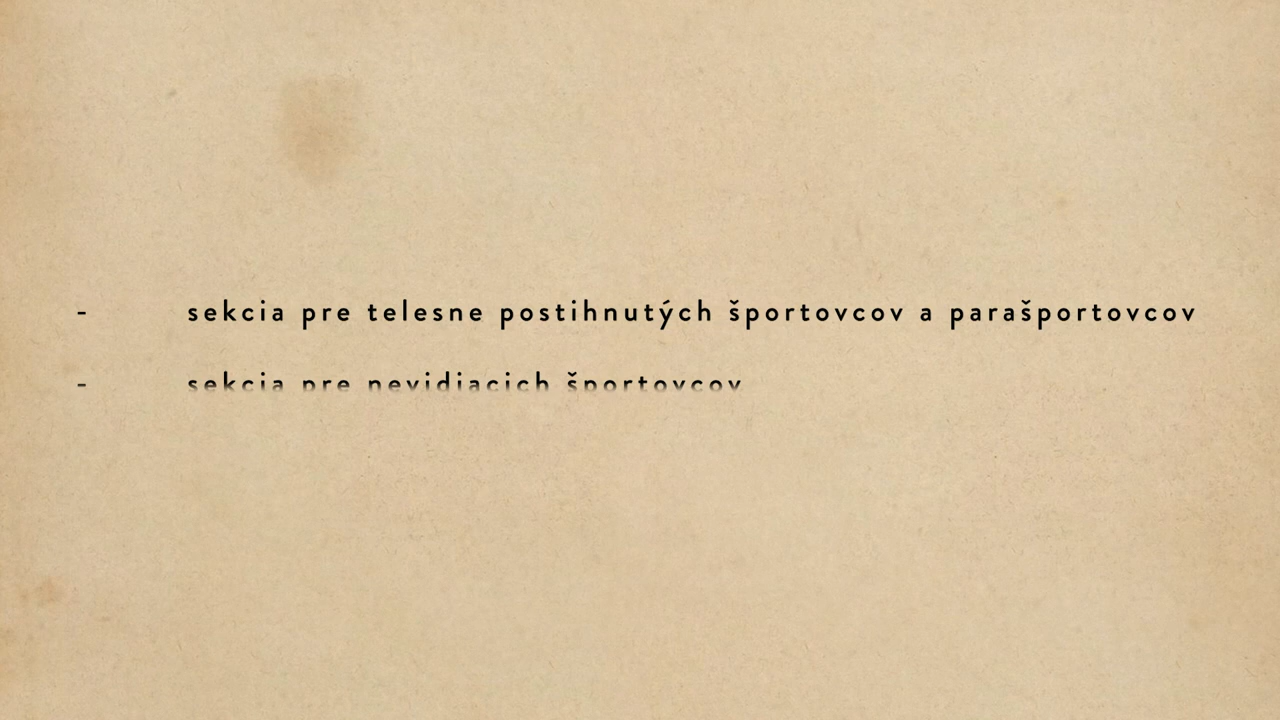 - sekcia pre telesne postihnutých športovcov a parašportovcov
- sekcia pre nevidiacich športovcov